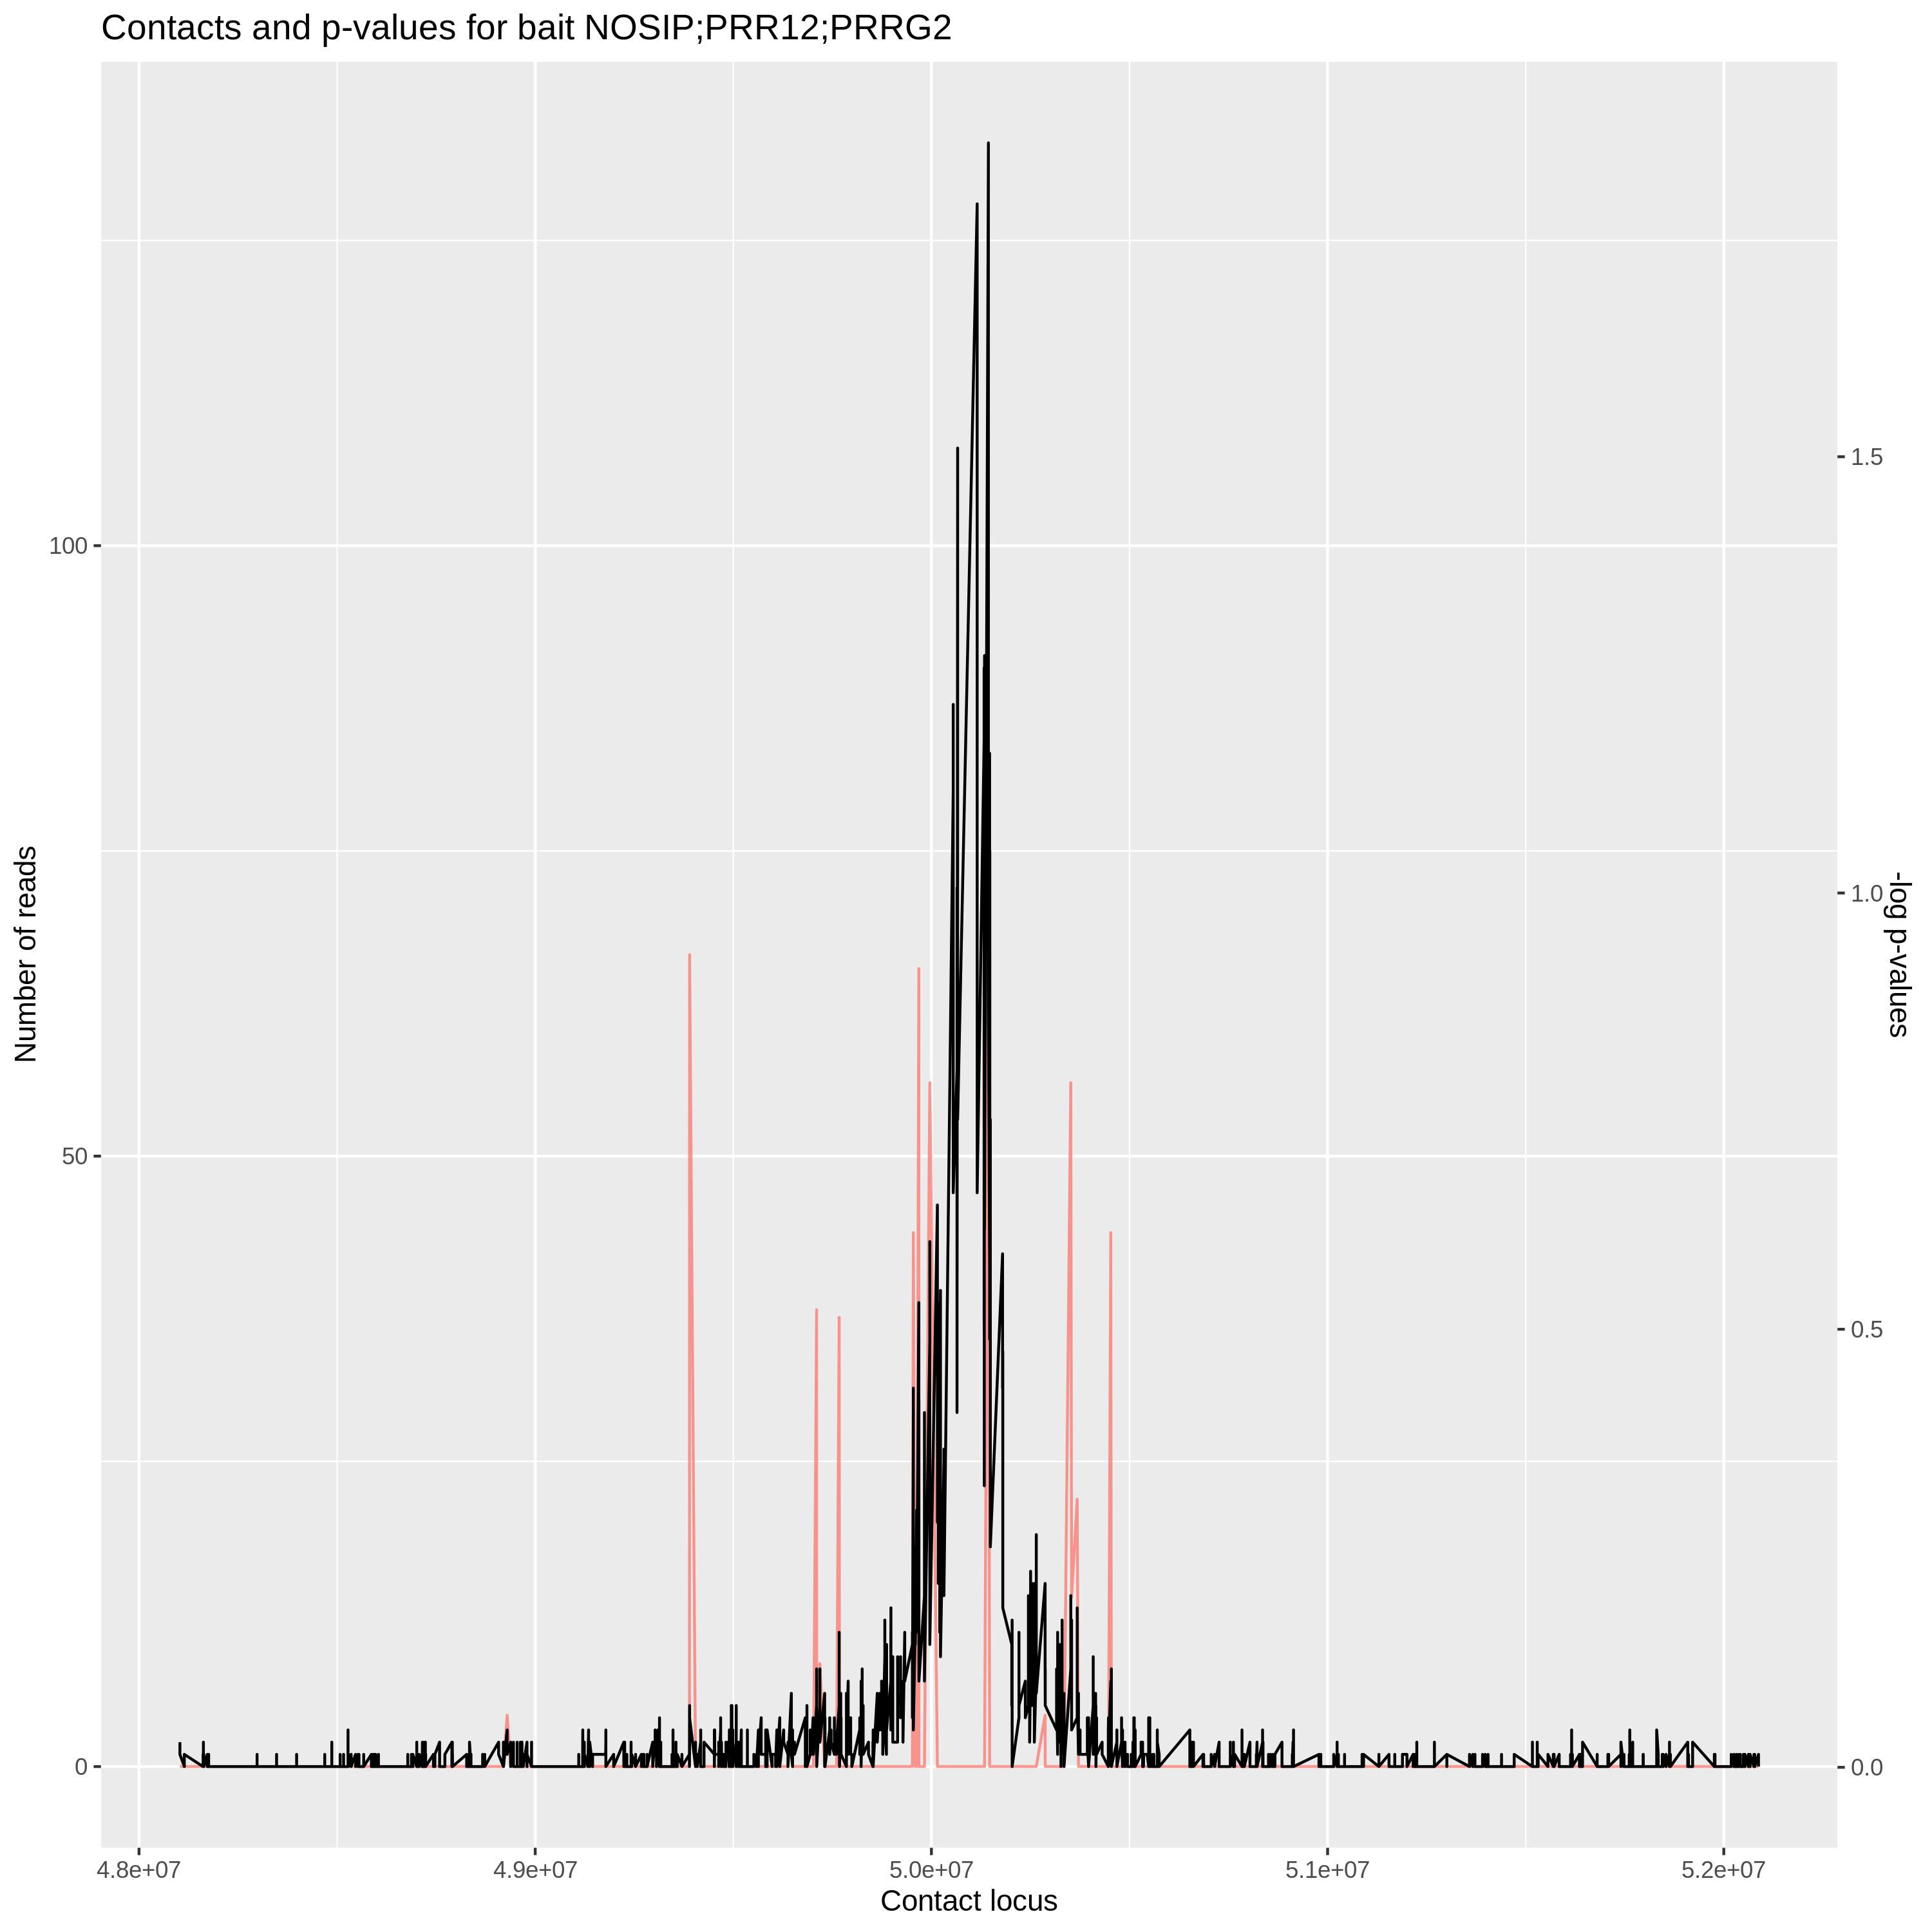 Contacts and p-values for bait NOSIP;PRR12;PRRG2
Number of reads
100
50
0
1.5
1.0
0.5
0.0
-log p-values
4.8e+07
4.9e+07
5.0e+07
5.1e+07
5.2e+07
Contact locus